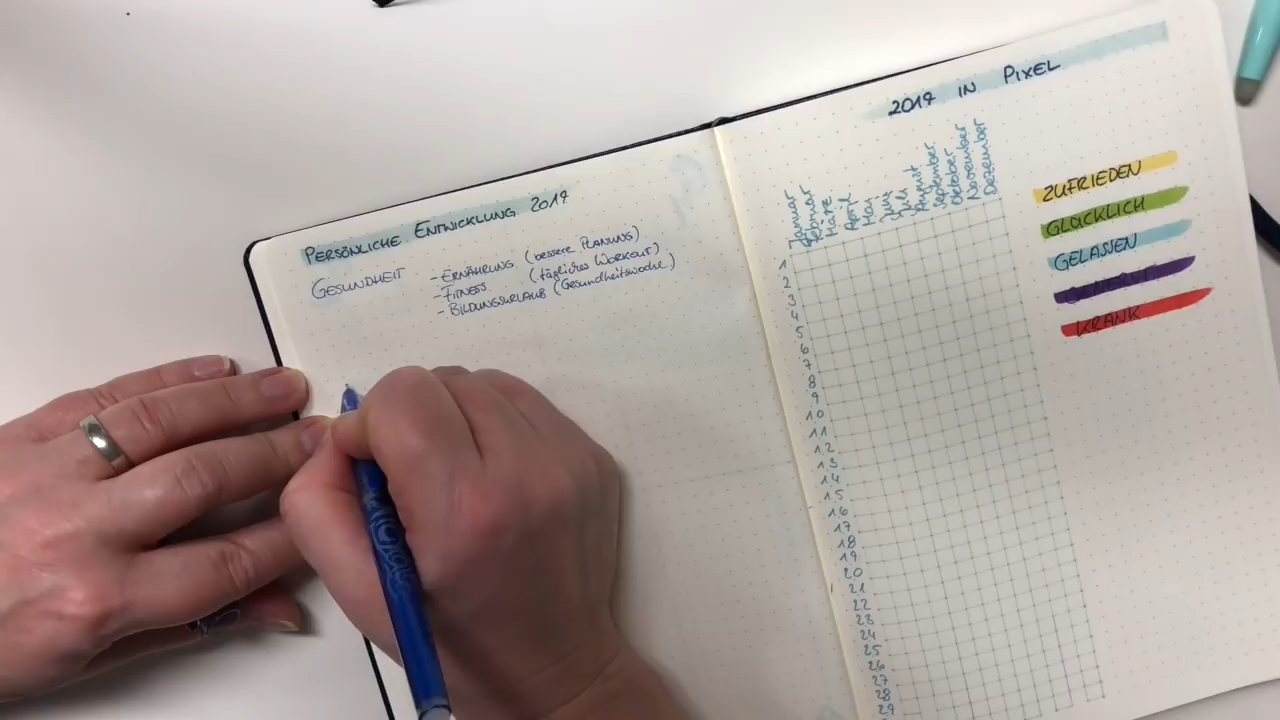 PERSÖNLICHE ENTWICKLUNG 2019
GESUNDHEIT - ERNÄHRUNG (bessere PLANUNG)
- FITNESS (tägliches WORKOUT)
- BILDUNGSURLAUB (Gesundheitswoche)
2019 IN PIXEL
Januar
Februar
März
April
Mai
Juni
Juli
August
September
Oktober
November
Dezember
1
2
3
4
5
6
7
8
9
10
11
12
13
14
15
16
17
18
19
20
21
22
23
24
25
26
27
28
29
ZUFRIEDEN
GLÜCKLICH
GELASSEN
KRANK